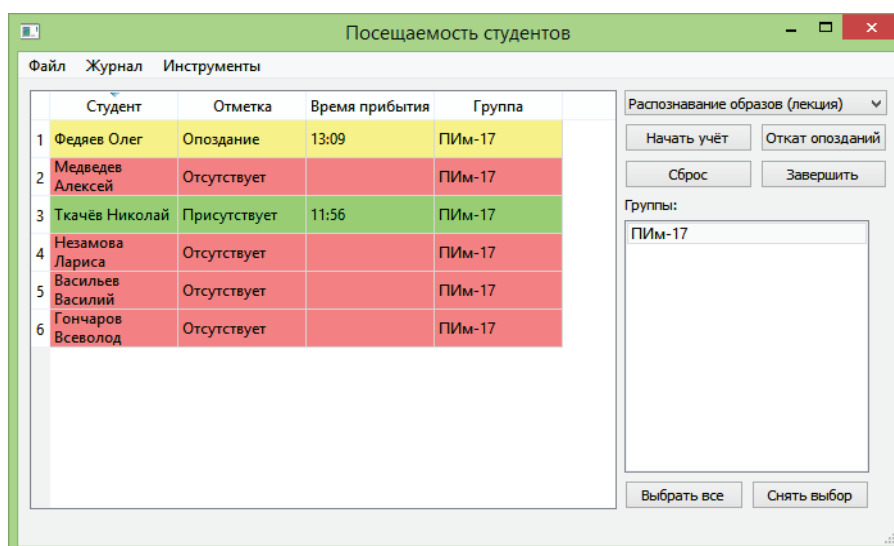 Посещаемость студентов
Файл Журнал Инструменты
Студент Отметка Время прибытия Группа
1 Федяев Олег Опоздание 13:09 ПИм-17
2 Медведев Алексей Отсутствует ПИм-17
3 Ткачёв Николай Присутствует 11:56 ПИм-17
4 Незамова Лариса Отсутствует ПИм-17
5 Васильев Василий Отсутствует ПИм-17
6 Гончаров Всеволод Отсутствует ПИм-17
Распознавание образов (лекция)
Начать учёт Откат опозданий
Сброс Завершить
Группы:
ПИм-17
Выбрать все Снять выбор